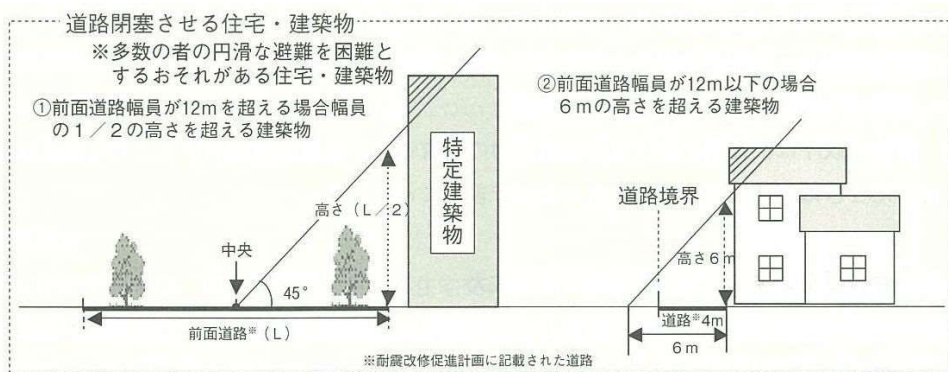 道路閉塞させる住宅・建築物
※多数の者の円滑な避難を困難と
するおそれがある住宅・建築物
①前面道路幅員が12mを超える場合幅員
の1/2の高さを超える建築物
②前面道路幅員が12m以下の場合
6mの高さを超える建築物
特定建築物
高さ(L/2)
中央
45°
前面道路※(L)
道路境界
高さ6m
道路※4m
6m
※耐震改修促進計画に記載された道路